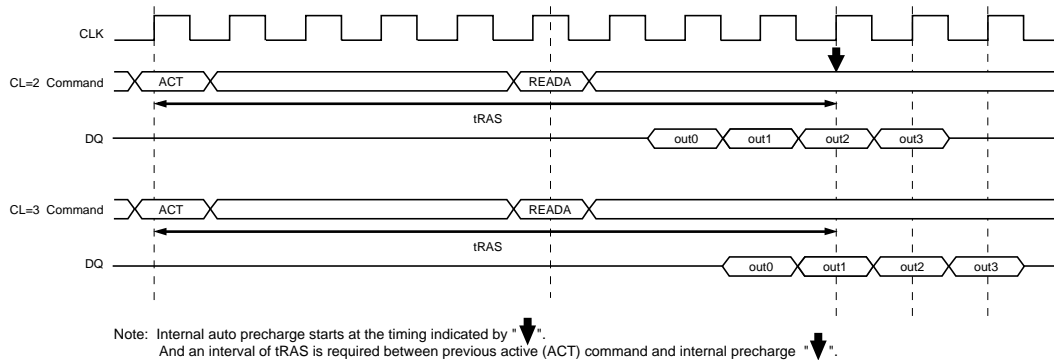 CLK
CL=2 Command ACT READA
tRAS
DQ out0 out1 out2 out3
CL=3 Command ACT READA
tRAS
DQ out0 out1 out2 out3
Note: Internal auto precharge starts at the timing indicated by " ".
And an interval of tRAS is required between previous active (ACT) command and internal precharge " ".